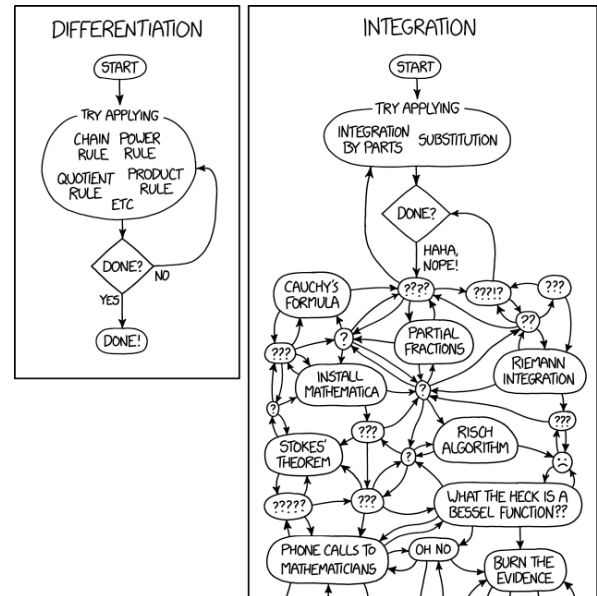 DIFFERENTIATION
START
TRY APPLYING
CHAIN RULE
POWER RULE
QUOTIENT RULE
PRODUCT RULE
ETC
DONE?
NO
YES
DONE!
INTEGRATION
START
TRY APPLYING
INTEGRATION
BY PARTS
SUBSTITUTION
DONE?
HAHA,
NOPE!
CAUCHY'S
FORMULA
????
???!?
???
??
?
PARTIAL
FRACTIONS
???
INSTALL
MATHEMATICA
?
RIEMANN
INTEGRATION
?
???
???
STOKES'
THEOREM
?
RISCH
ALGORITHM
?????
???
WHAT THE HECK IS A
BESSEL FUNCTION??
PHONE CALLS TO
MATHEMATICIANS
OH NO
BURN THE
EVIDENCE